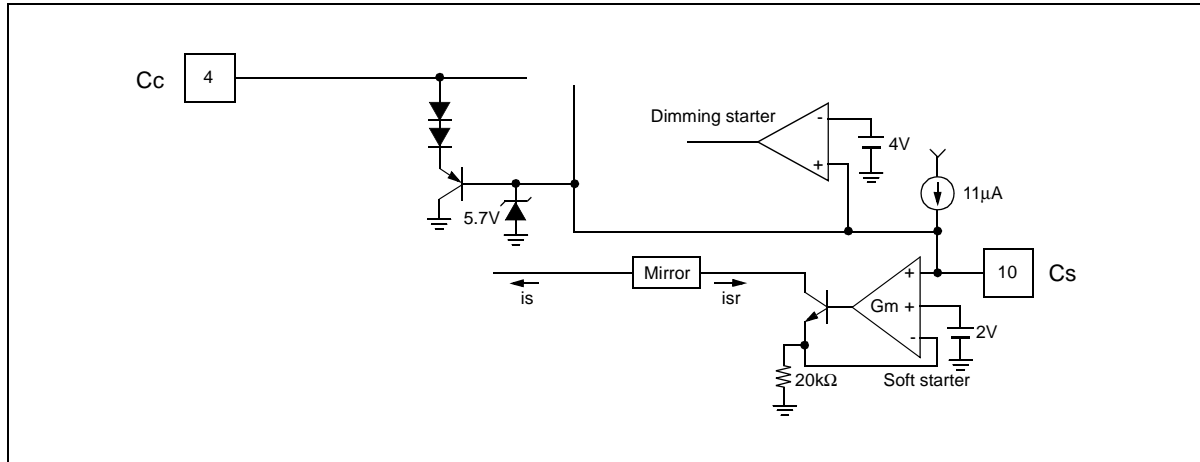 Cc
4
Dimming starter
-
+
4V
11μA
5.7V
Mirror
is
isr
+
Gm +
-
10
Cs
2V
20kΩ
Soft starter